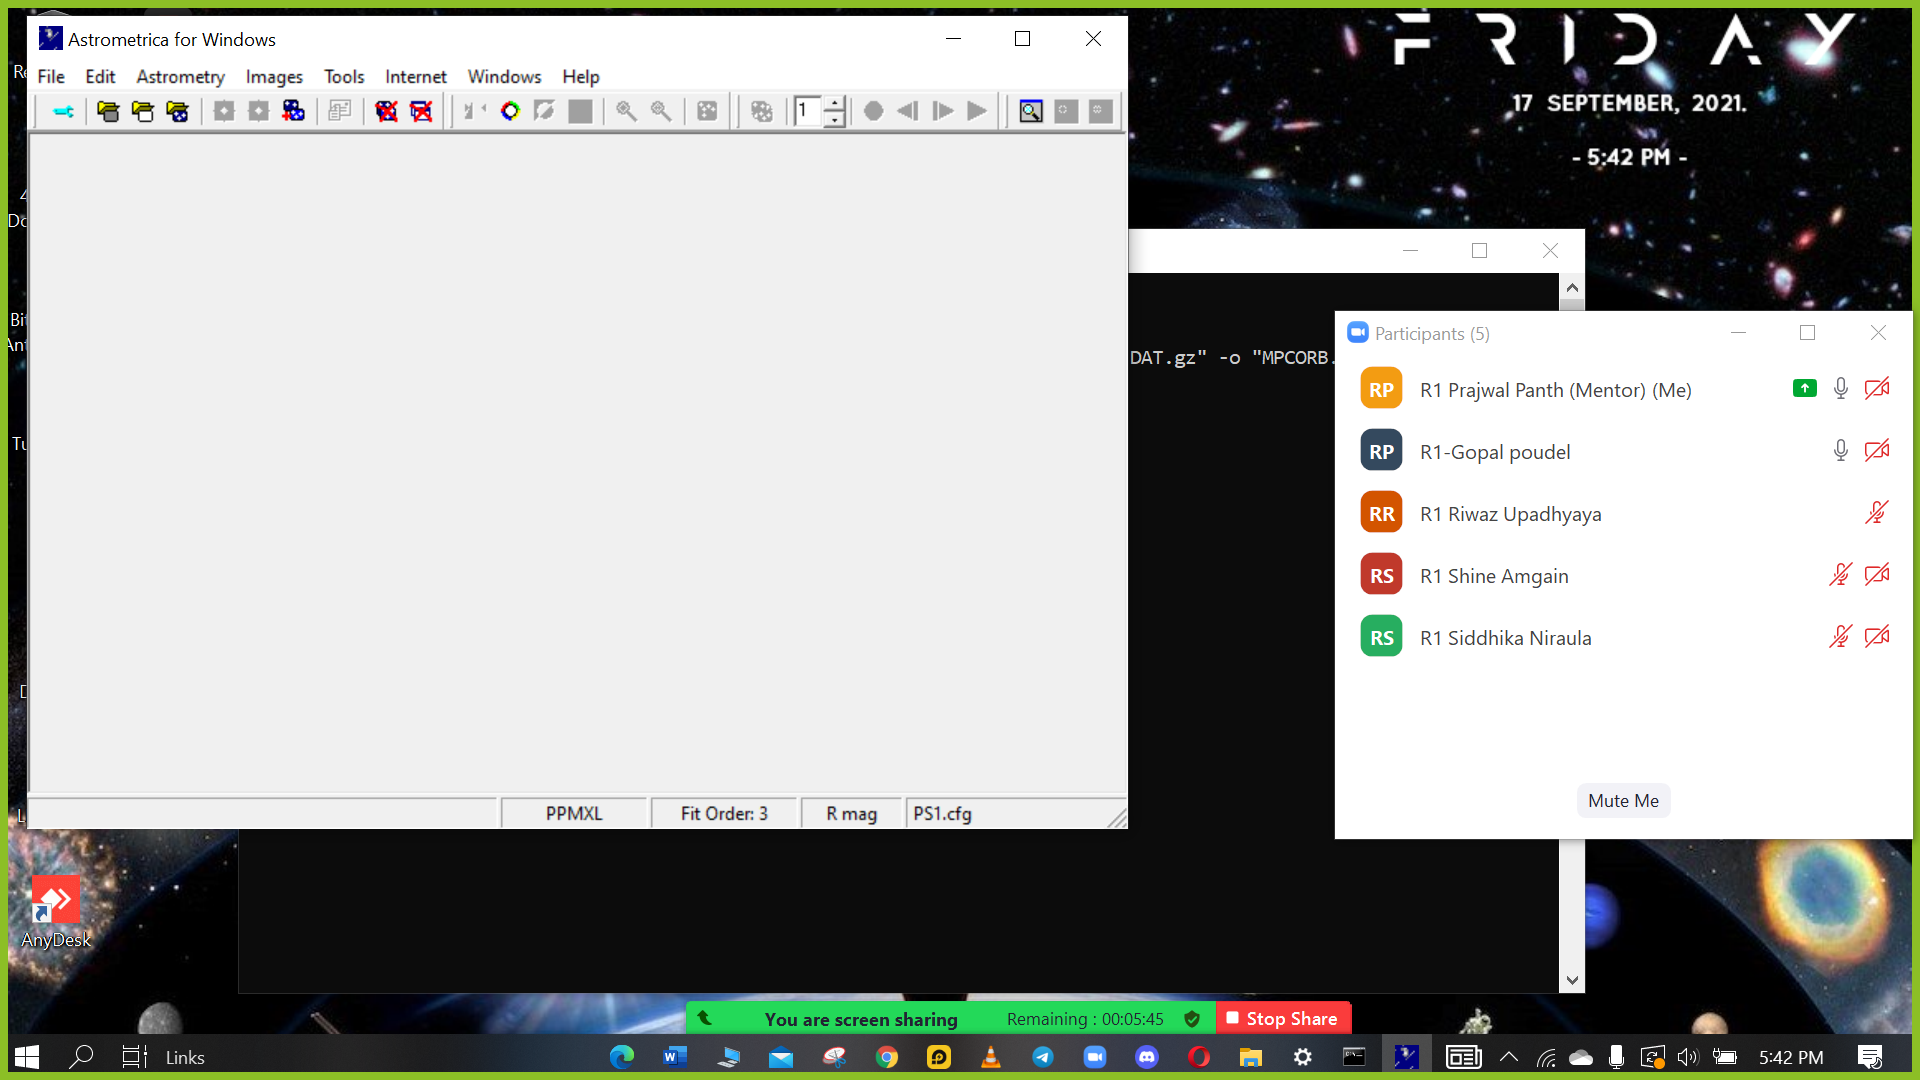 Astrometrica for Windows
File Edit Astrometry Images Tools Internet Windows Help
1
PPMXL Fit Order: 3 R mag PS1.cfg
FRIDAY
17 SEPTEMBER, 2021.
- 5:42 PM -
DAT.gz" -o "MPCORB.
Participants (5)
RP R1 Prajwal Panth (Mentor) (Me)
RP R1-Gopal poudel
RR R1 Riwaz Upadhyaya
RS R1 Shine Amgain
RS R1 Siddhika Niraula
Mute Me
AnyDesk
You are screen sharing Remaining : 00:05:45 Stop Share
Links
5:42 PM